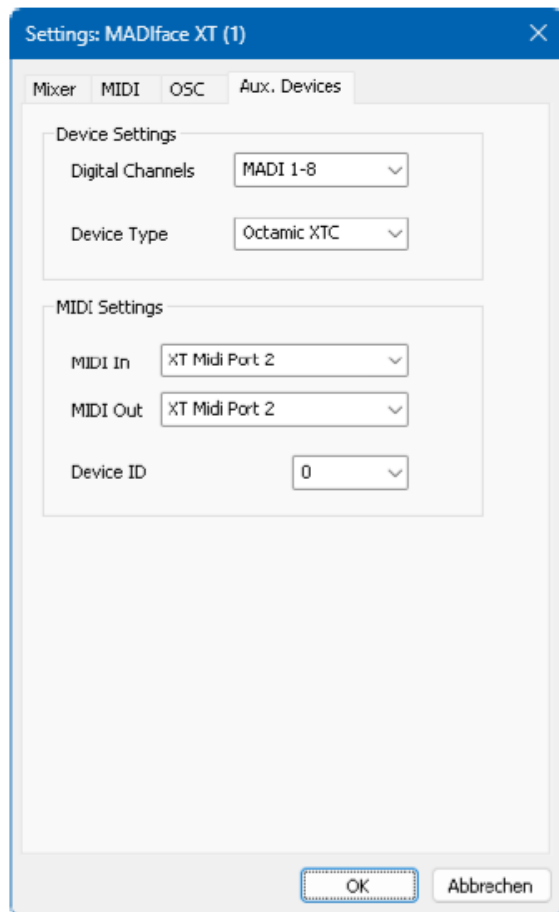 Settings: MADIface XT (1)
Mixer MIDI OSC Aux. Devices
Device Settings
Digital Channels MADI 1-8
Device Type Octamic XTC
MIDI Settings
MIDI In XT Midi Port 2
MIDI Out XT Midi Port 2
Device ID 0
OK Abbrechen